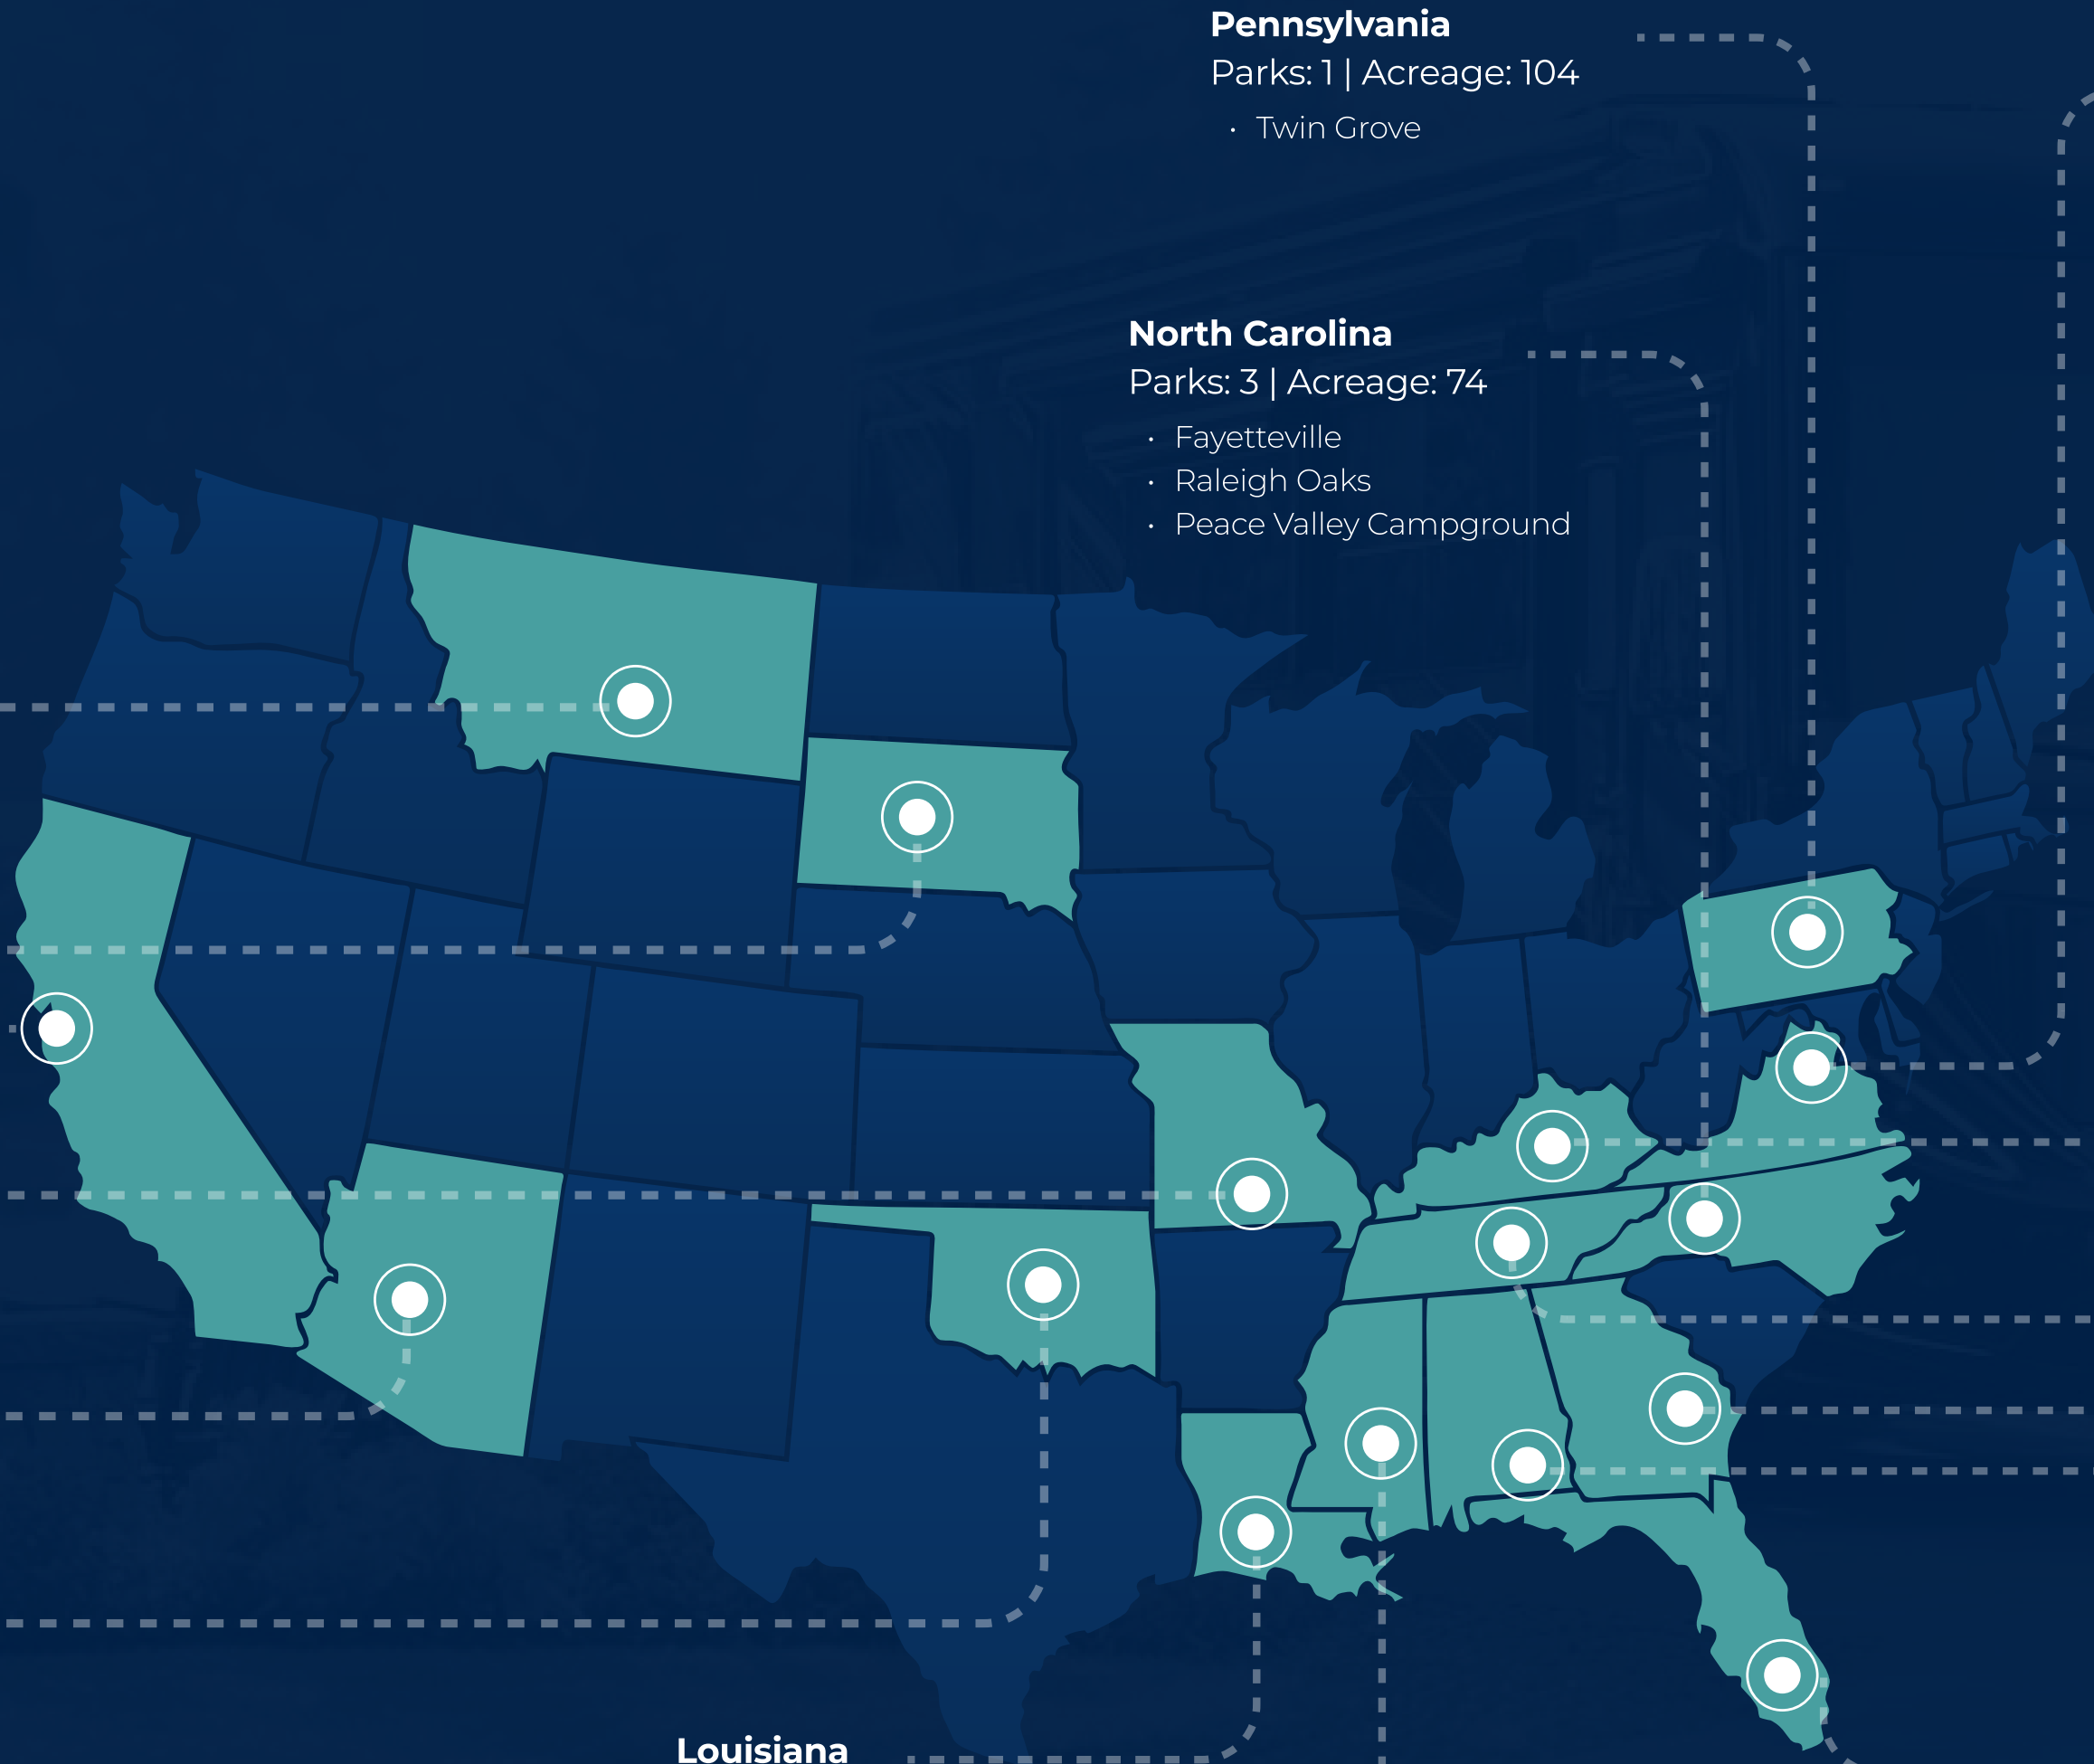 Pennsylvania
Parks: 1 | Acreage: 104
• Twin Grove
North Carolina
Parks: 3 | Acreage: 74
• Fayetteville
• Raleigh Oaks
• Peace Valley Campground
Louisiana